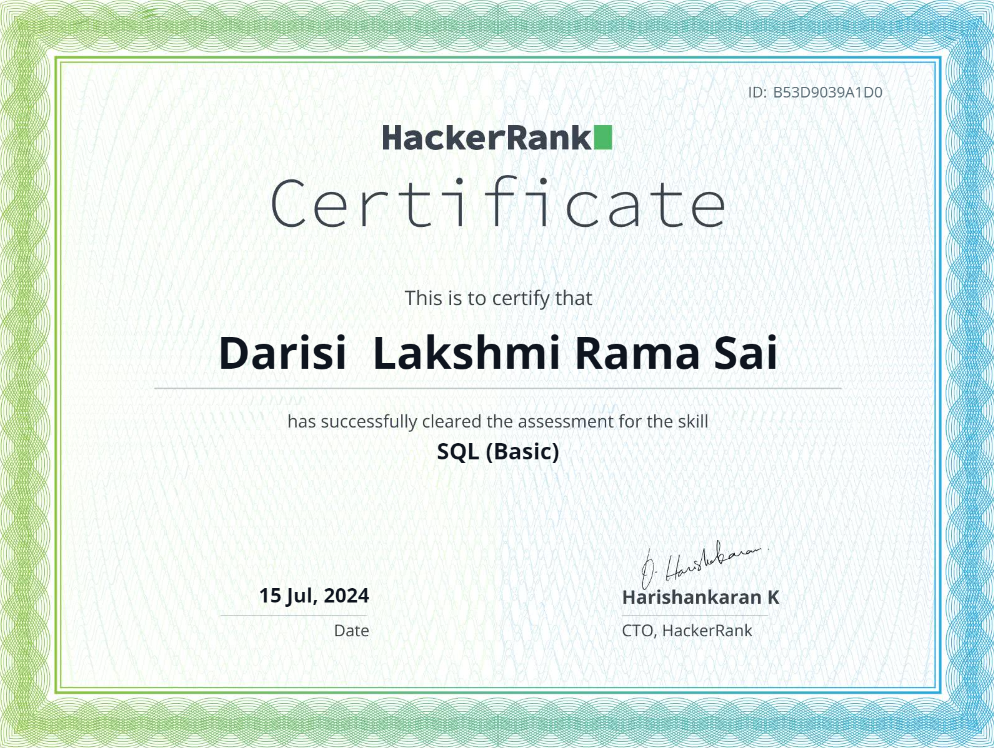 ID: B53D9039A1D0
HackerRank
Certificate
This is to certify that
Darisi  Lakshmi Rama Sai
has successfully cleared the assessment for the skill
SQL (Basic)
15 Jul, 2024
Date
Harishankaran K
CTO, HackerRank